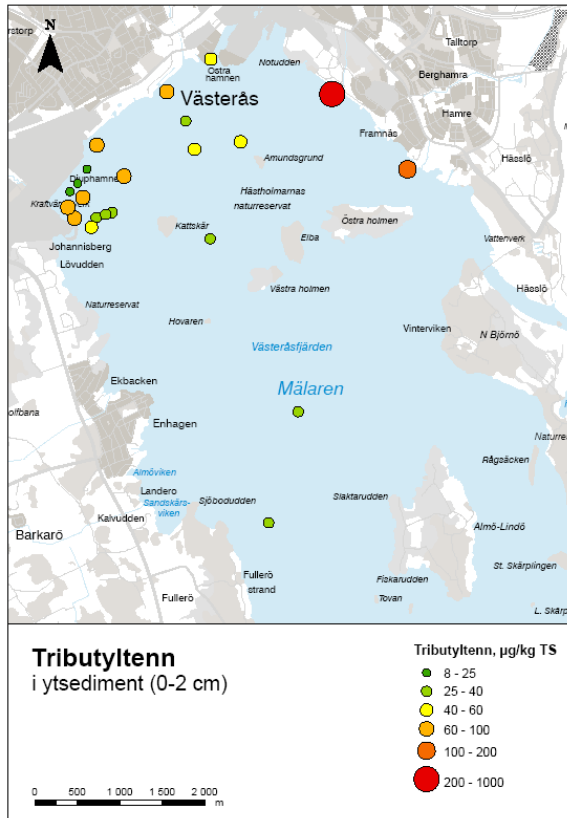 N
rstorp
Talltorp
Östra
hamnen
Notudden
Berghamra
Västerås
Hamre
Framnäs
Hässlö
Amundsgrund
Djuphamnen
Hästholmarnas
naturreservat
Kraftvärmeverk
Östra holmen
Kattskär
Elba
Vattenverk
Johannisberg
Lövudden
Hässlö
Västra holmen
Naturreservat
Hovaren
Vinterviken
N Björnö
Västeråsfjärden
Ekbacken
Mälaren
olfbana
Enhagen
Naturre
Rågsäcken
Almöviken
Landero
Sjöbodudden
Slaktarudden
Sandskärs-
viken
Kalvudden
Almö-Lindö
Barkarö
St. Skärplingen
Fullerö
strand
Fiskarudden
Fullerö
Tovan
L. Skärp
Tributyltenn
i ytsediment (0-2 cm)
Tributyltenn, µg/kg TS
8 - 25
25 - 40
40 - 60
60 - 100
100 - 200
200 - 1000
0 500 1 000 1 500 2 000
m